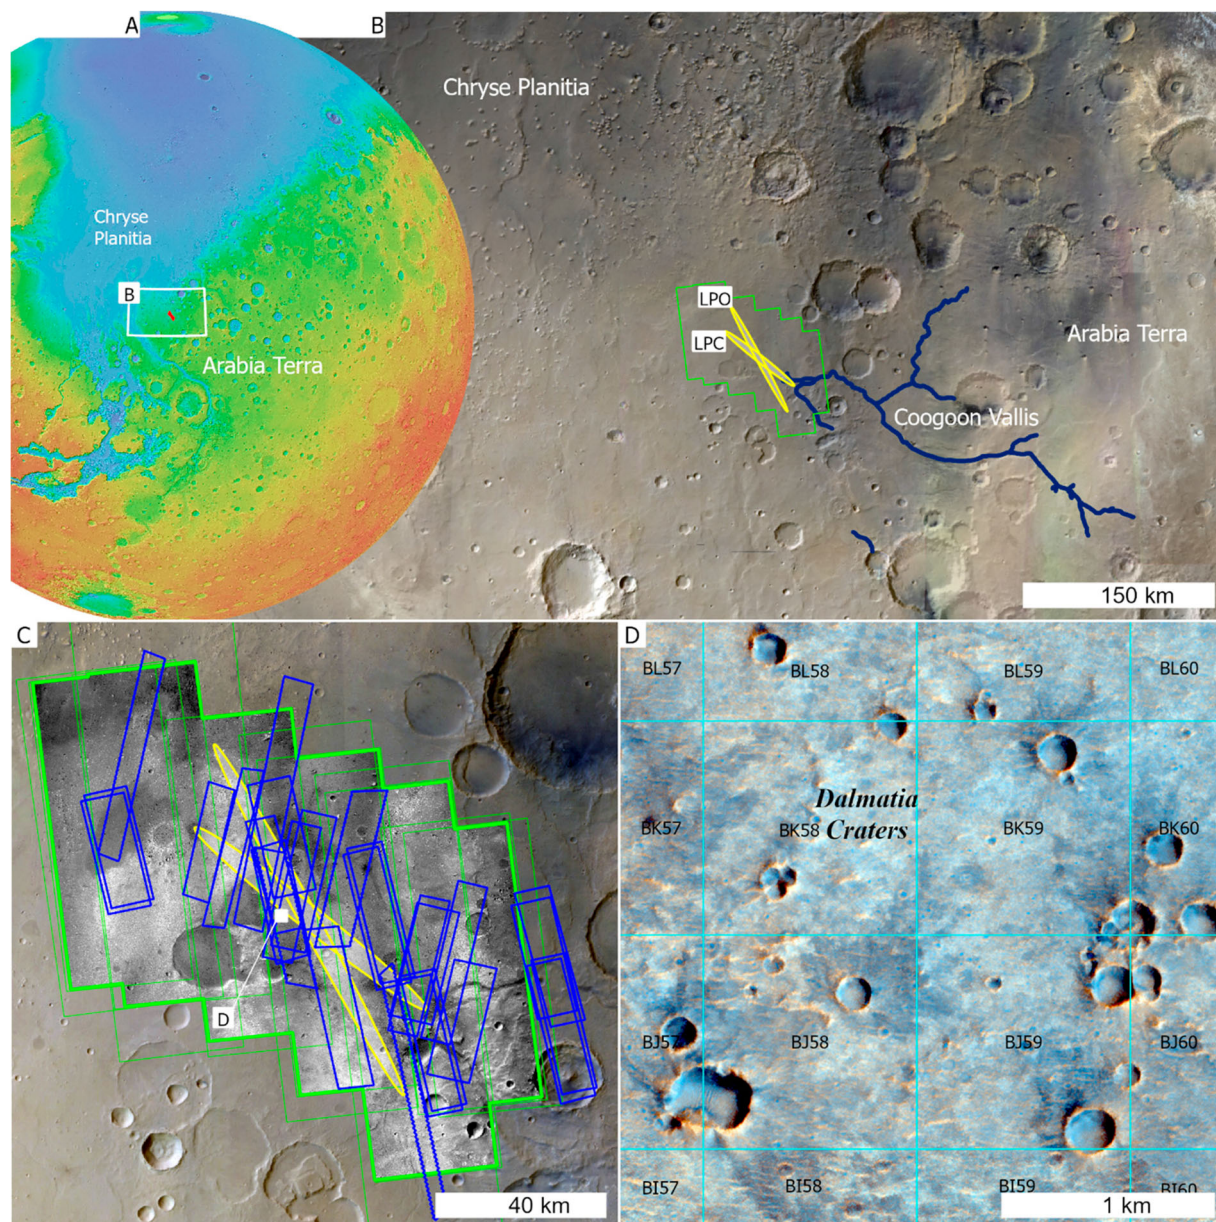 A
B
Chryse Planitia
Chryse
Planitia
B
Arabia Terra
LPO
LPC
Arabia Terra
Coogoon Vallis
150 km
C
D
40 km
D
BL57
BL58
BL59
BL60
Dalmatia
Craters
BK57
BK58
BK59
BK60
BJ57
BJ58
BJ59
BJ60
BI57
BI58
BI59
BI60
1 km